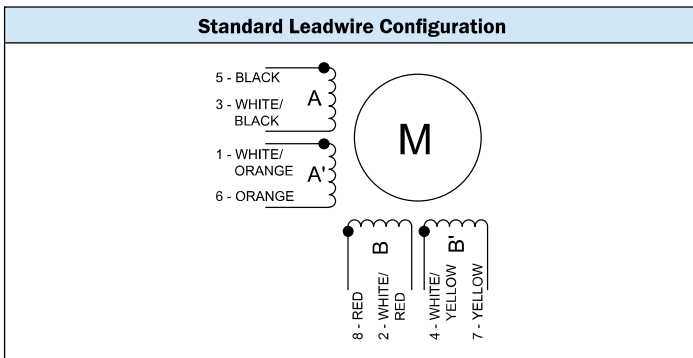 Standard Leadwire Configuration
5 - BLACK
3 - WHITE/
BLACK
A
1 - WHITE/
ORANGE
A'
6 - ORANGE
M
B
B'
8 - RED
2 - WHITE/
RED
4 - WHITE/
YELLOW
7 - YELLOW